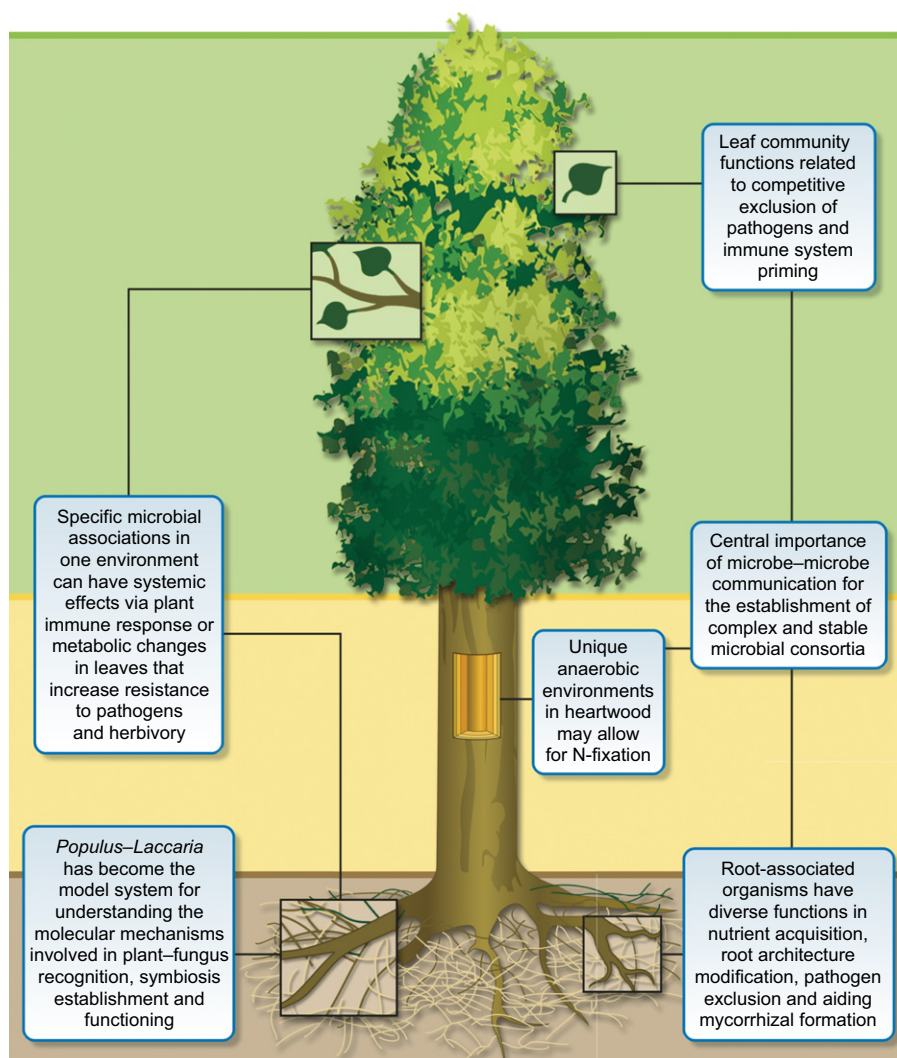 Leaf community
functions related
to competitive
exclusion of
pathogens and
immune system
priming
Specific microbial
associations in
one environment
can have systemic
effects via plant
immune response or
metabolic changes
in leaves that
increase resistance
to pathogens
and herbivory
Central importance
of microbe–microbe
communication for
the establishment of
complex and stable
microbial consortia
Unique
anaerobic
environments
in heartwood
may allow
for N-fixation
Populus–Laccaria
has become the
model system for
understanding the
molecular mechanisms
involved in plant–fungus
recognition, symbiosis
establishment and
functioning
Root-associated
organisms have
diverse functions in
nutrient acquisition,
root architecture
modification, pathogen
exclusion and aiding
mycorrhizal formation